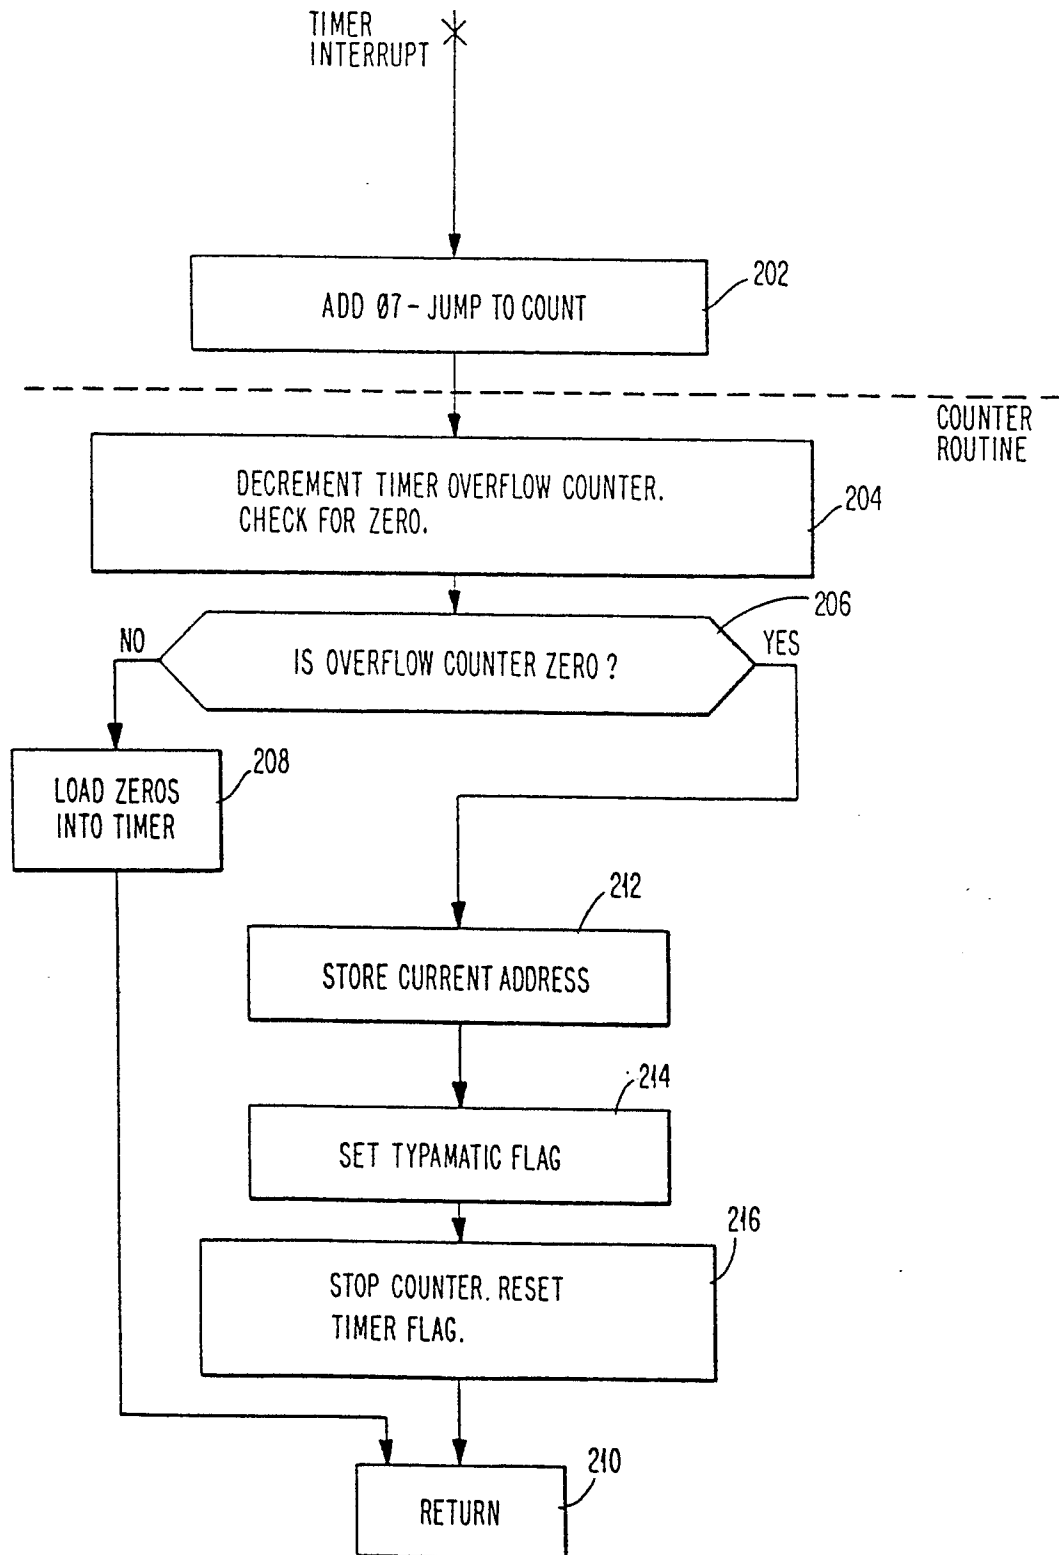 TIMER
INTERRUPT
202
ADD Ø7 - JUMP TO COUNT
COUNTER
ROUTINE
DECREMENT TIMER OVERFLOW COUNTER.
CHECK FOR ZERO.
204
206
NO
IS OVERFLOW COUNTER ZERO ?
YES
208
LOAD ZEROS
INTO TIMER
212
STORE CURRENT ADDRESS
214
SET TYPAMATIC FLAG
216
STOP COUNTER. RESET
TIMER FLAG.
210
RETURN